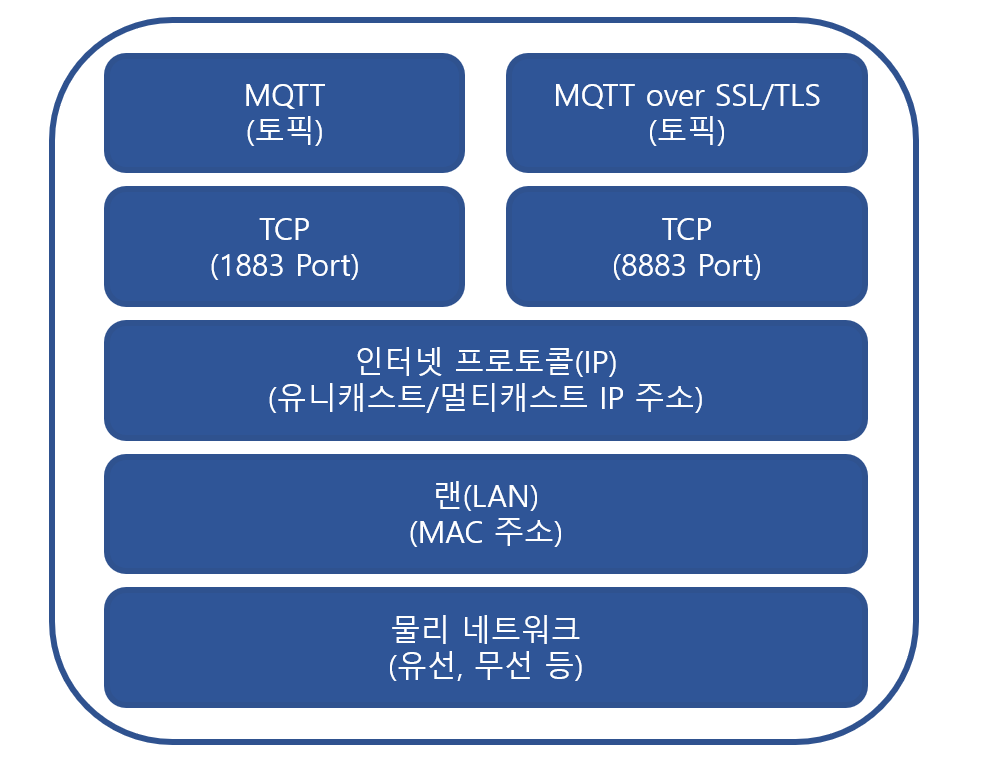 MQTT
(토픽)
MQTT over SSL/TLS
(토픽)
TCP
(1883 Port)
TCP
(8883 Port)
인터넷 프로토콜(IP)
(유니캐스트/멀티캐스트 IP 주소)
랜(LAN)
(MAC 주소)
물리 네트워크
(유선, 무선 등)